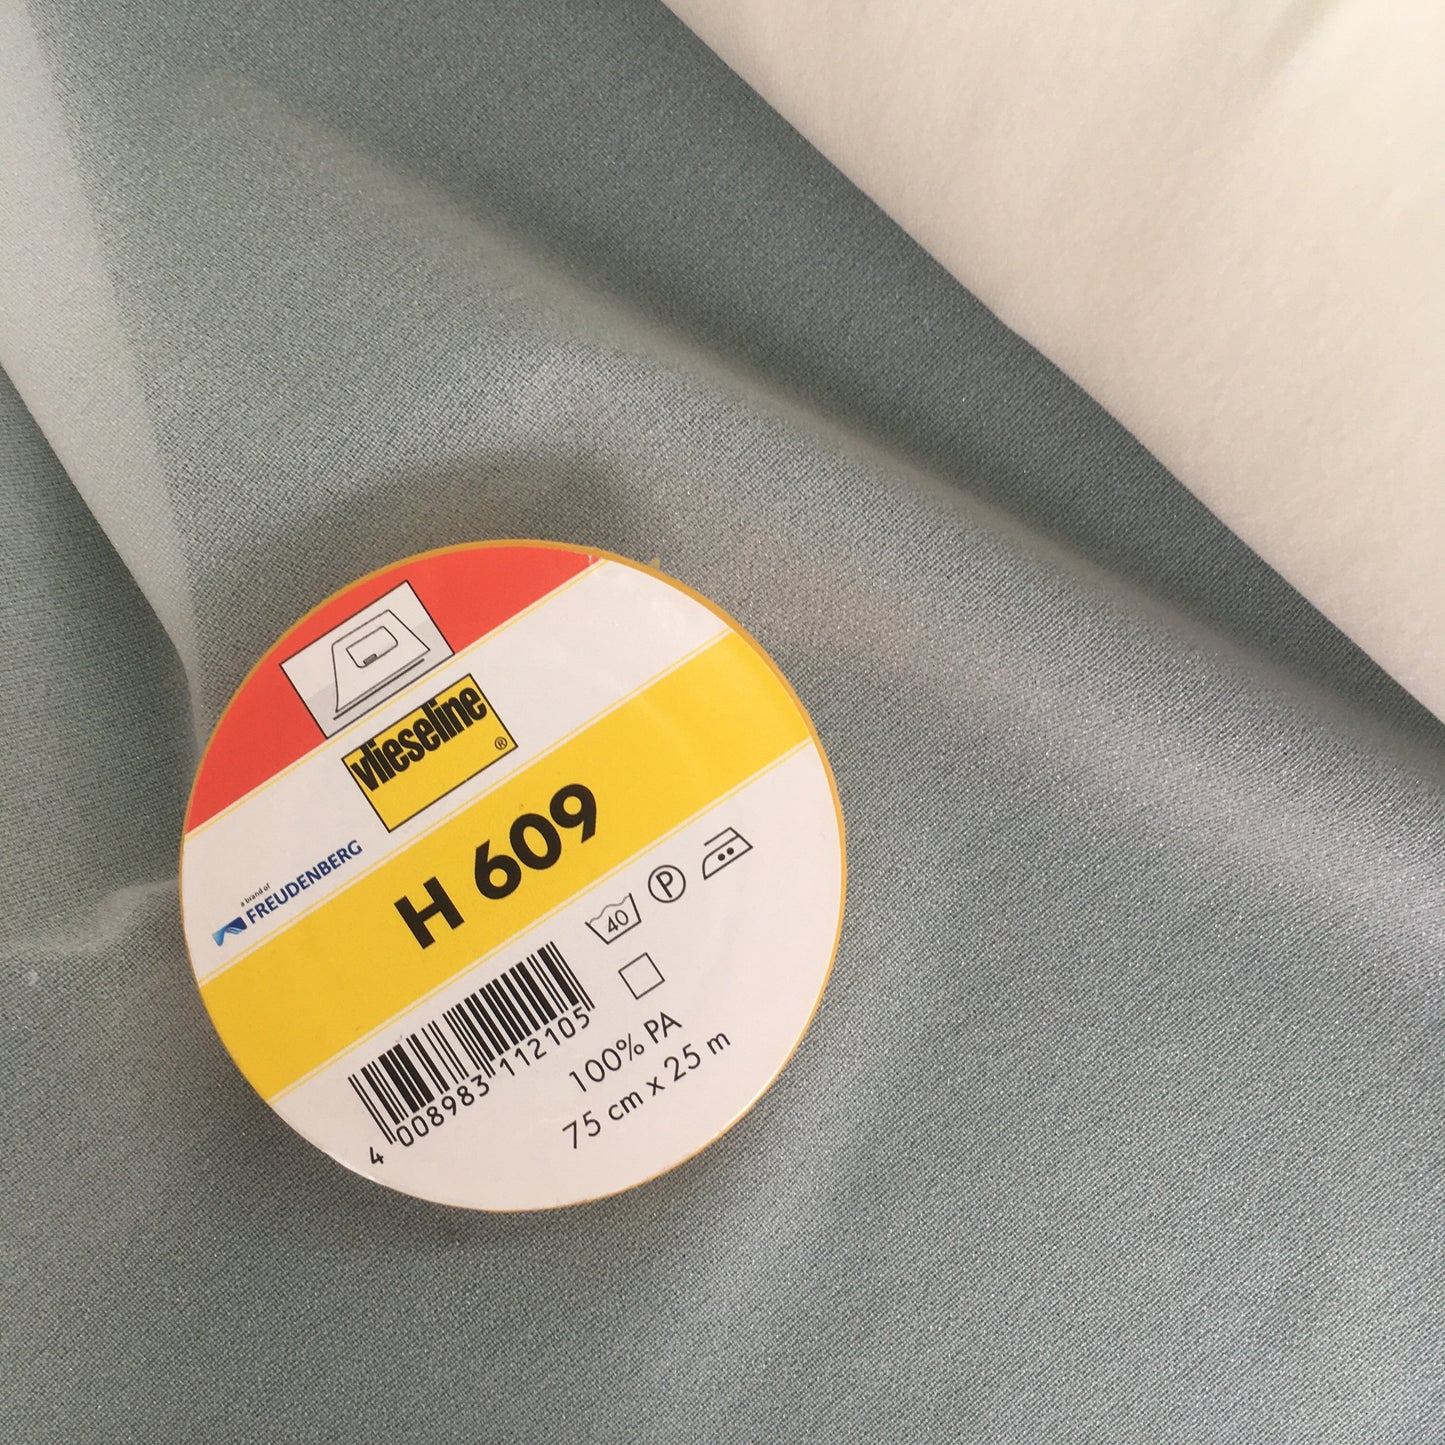 vlieseline®
a brand of
FREUDENBERG
H 609
40 P
4 008983 112105
100% PA
75 cm x 25 m